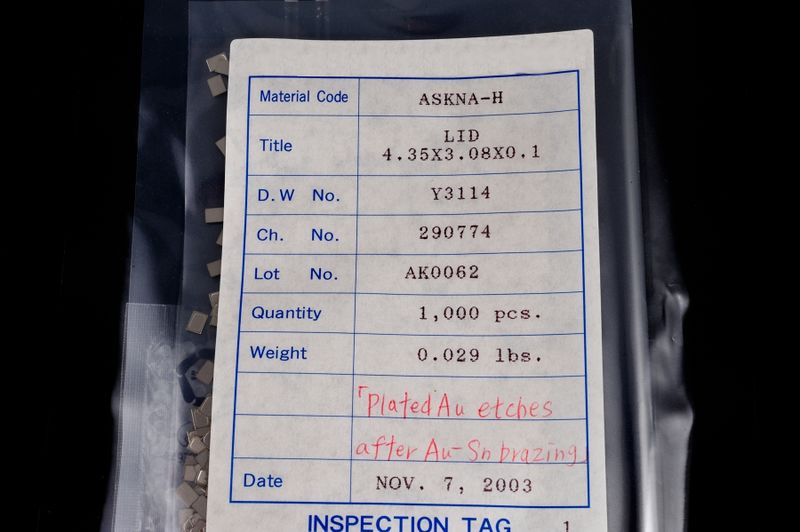 Material Code ASKNA-H
Title LID
4.35X3.08X0.1
D.W No. Y3114
Ch. No. 290774
Lot No. AK0062
Quantity 1,000 pcs.
Weight 0.029 lbs.
「Plated Au etches
after Au-Sn brazing」
Date NOV. 7, 2003
INSPECTION TAG 1